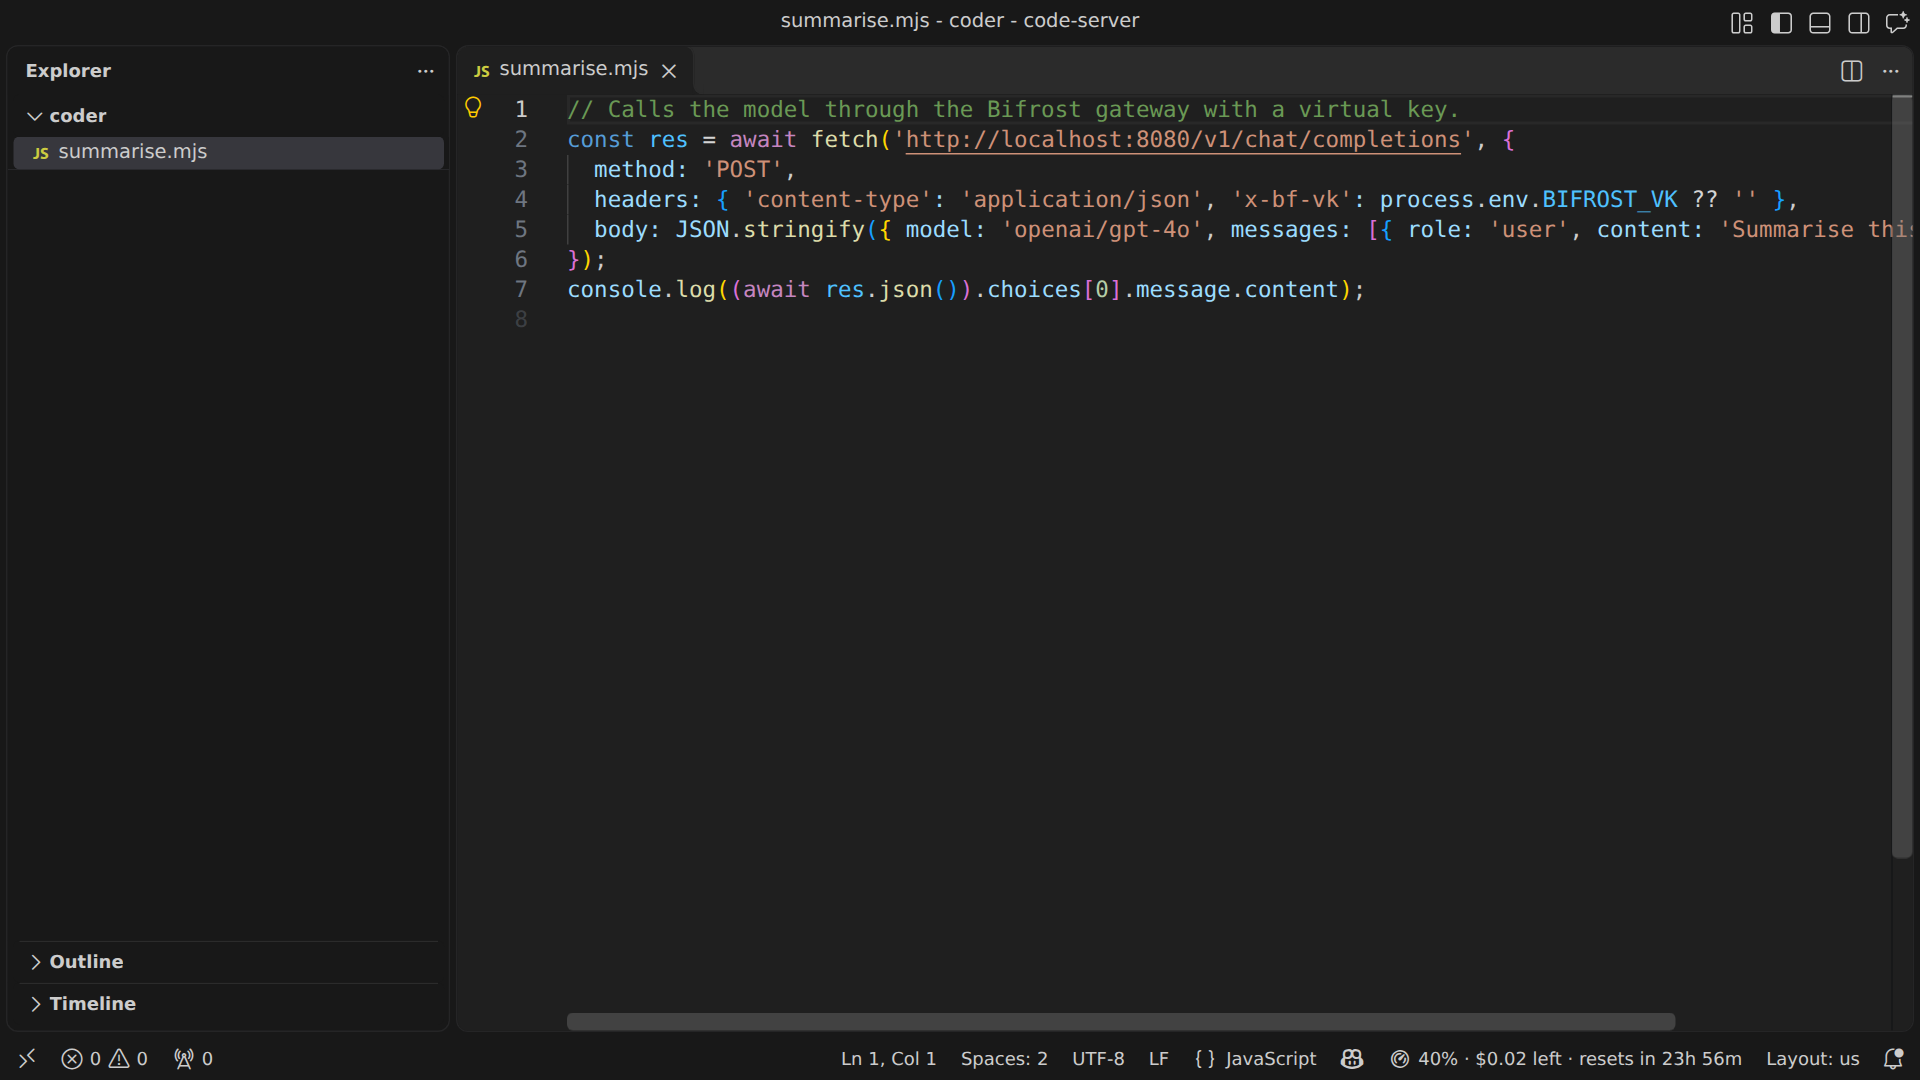 summarise.mjs - coder - code-server
Explorer
coder
JS summarise.mjs
Outline
Timeline
JS summarise.mjs
1 // Calls the model through the Bifrost gateway with a virtual key.
2 const res = await fetch('http://localhost:8080/v1/chat/completions', {
3 method: 'POST',
4 headers: { 'content-type': 'application/json', 'x-bf-vk': process.env.BIFROST_VK ?? '' },
5 body: JSON.stringify({ model: 'openai/gpt-4o', messages: [{ role: 'user', content: 'Summarise this
6 });
7 console.log((await res.json()).choices[0].message.content);
8
0 0 0
Ln 1, Col 1 Spaces: 2 UTF-8 LF { } JavaScript 40% · $0.02 left · resets in 23h 56m Layout: us